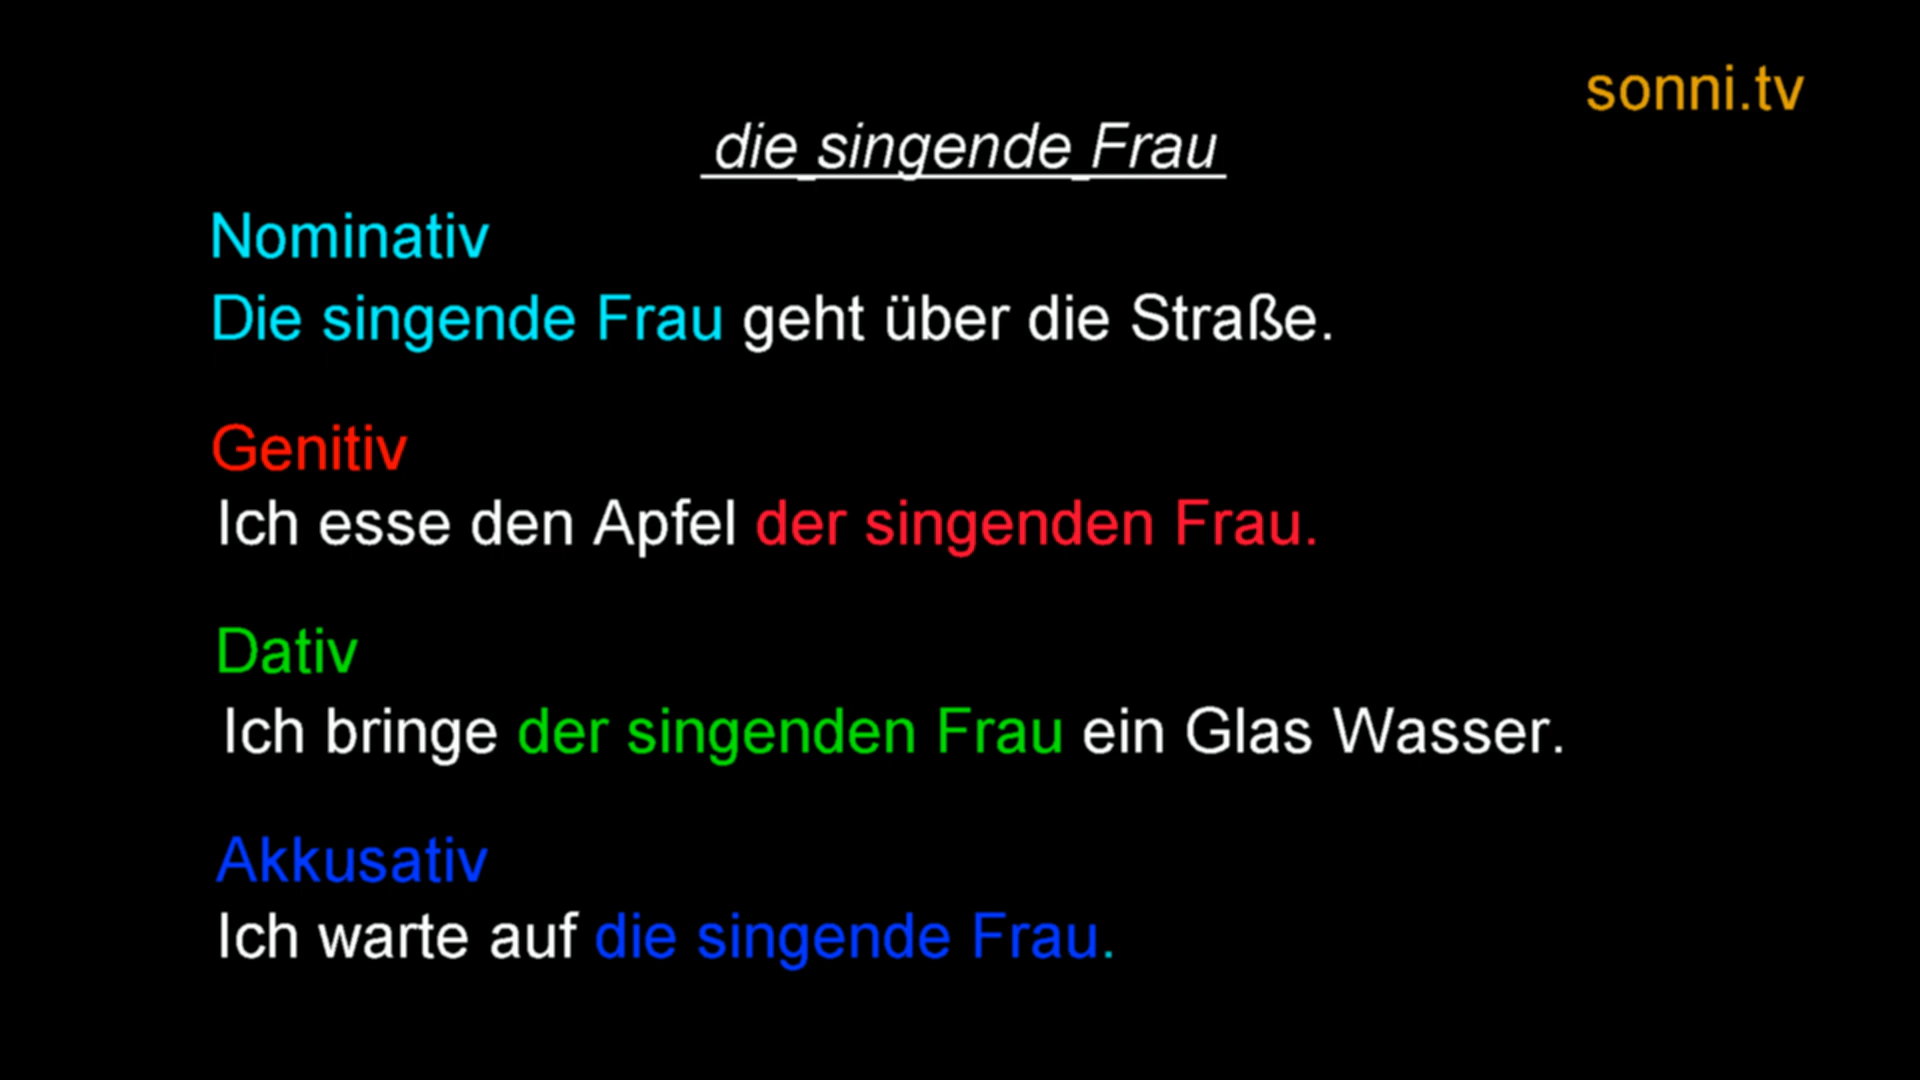 sonni.tv
die singende Frau
Nominativ
Die singende Frau geht über die Straße.
Genitiv
Ich esse den Apfel der singenden Frau.
Dativ
Ich bringe der singenden Frau ein Glas Wasser.
Akkusativ
Ich warte auf die singende Frau.